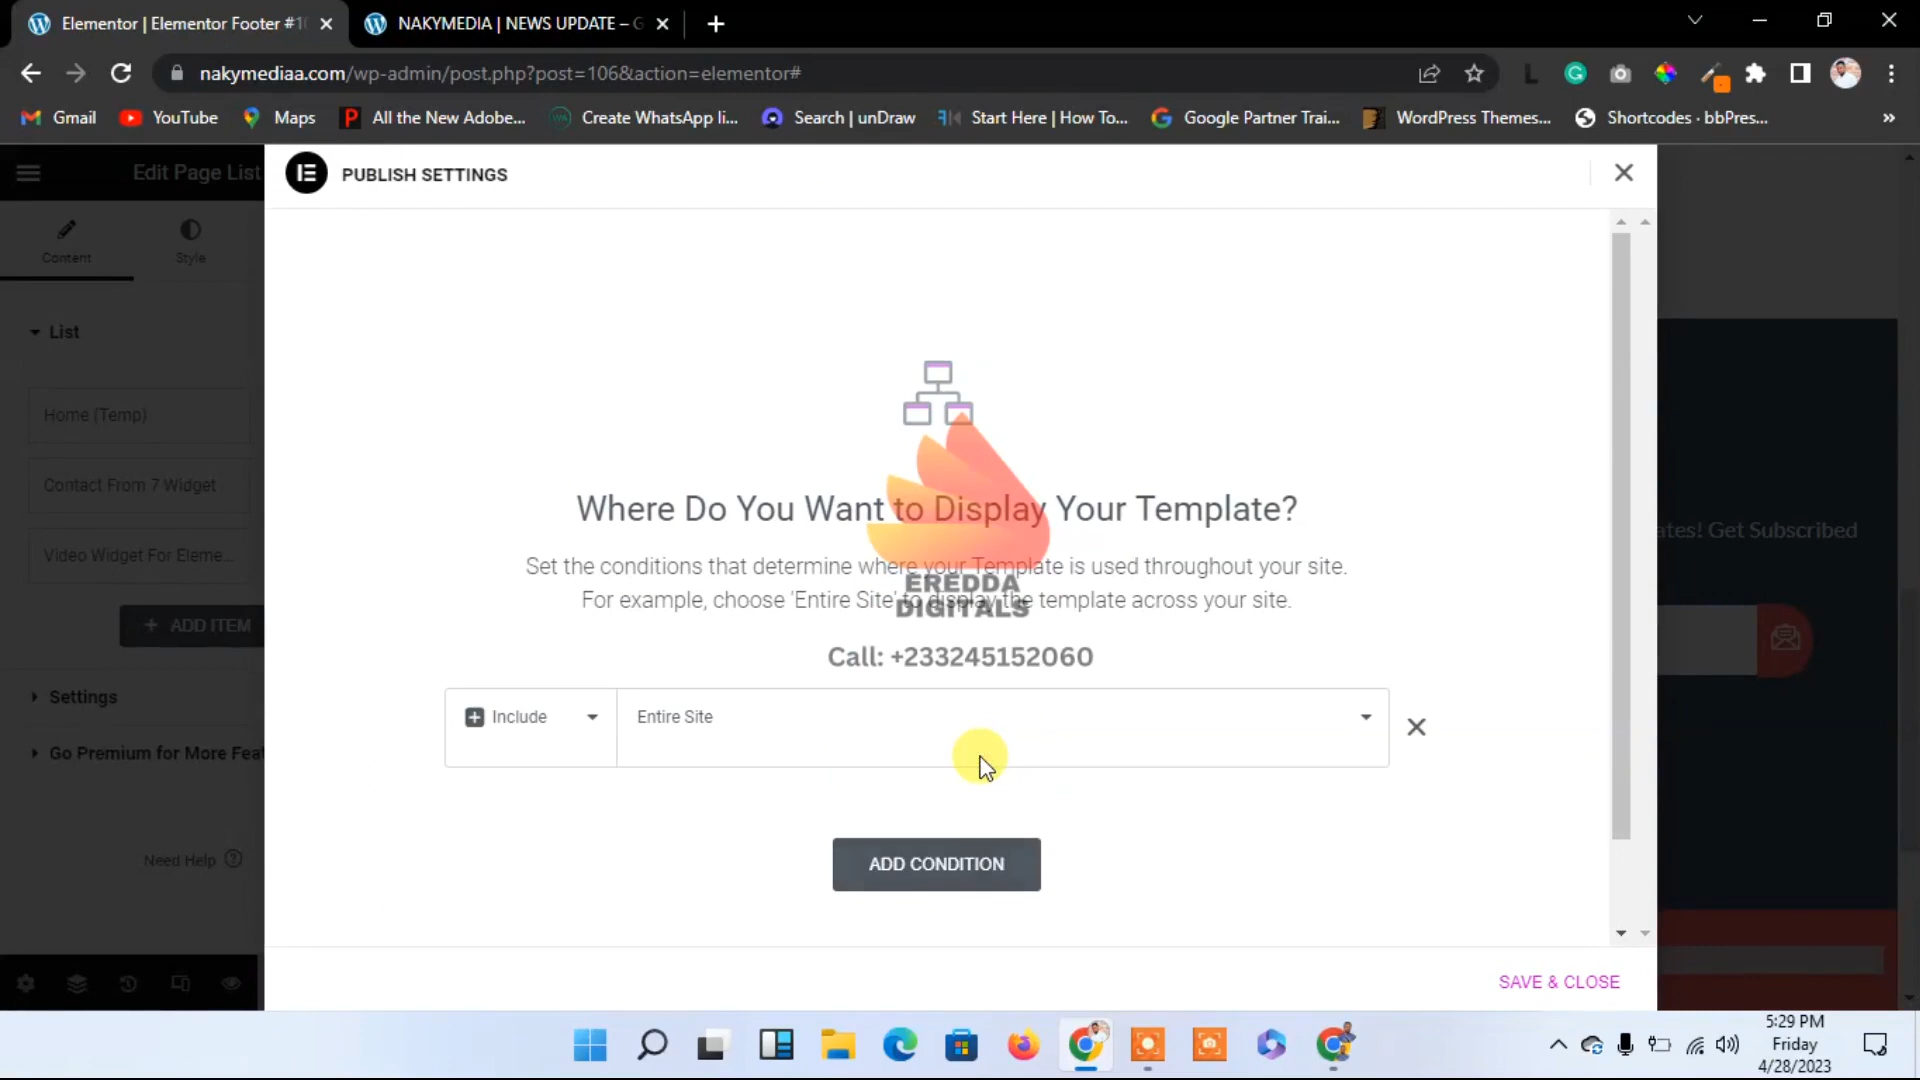 Elementor | Elementor Footer #1
NAKYMEDIA | NEWS UPDATE – G
nakymediaa.com/wp-admin/post.php?post=106&action=elementor#
Gmail
YouTube
Maps
All the New Adobe...
Create WhatsApp li...
Search | unDraw
Start Here | How To...
Google Partner Trai...
WordPress Themes...
Shortcodes · bbPres...
»
Edit Page List
PUBLISH SETTINGS
Content
Style
List
Home (Temp)
Contact From 7 Widget
Video Widget For Eleme...
+ ADD ITEM
Settings
Go Premium for More Feat
Need Help
Where Do You Want to Display Your Template?
Set the conditions that determine where your Template is used throughout your site.
For example, choose 'Entire Site' to display the template across your site.
EREDDA
DIGITALS
Call: +233245152060
Include
Entire Site
ADD CONDITION
SAVE & CLOSE
ates! Get Subscribed
5:29 PM
Friday
4/28/2023